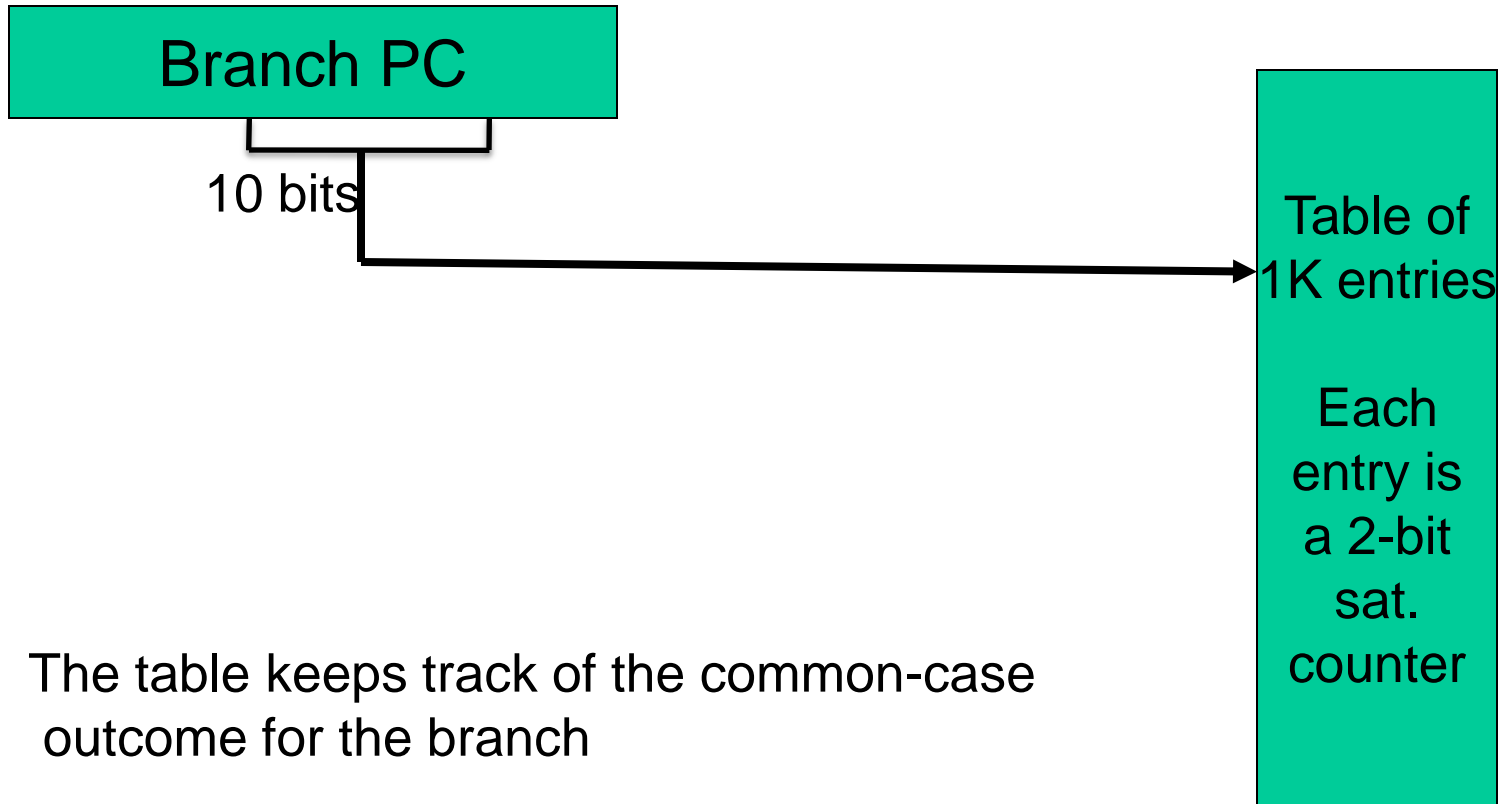 Branch PC
10 bits
Table of
1K entries
Each
entry is
a 2-bit
sat.
counter
The table keeps track of the common-case
outcome for the branch